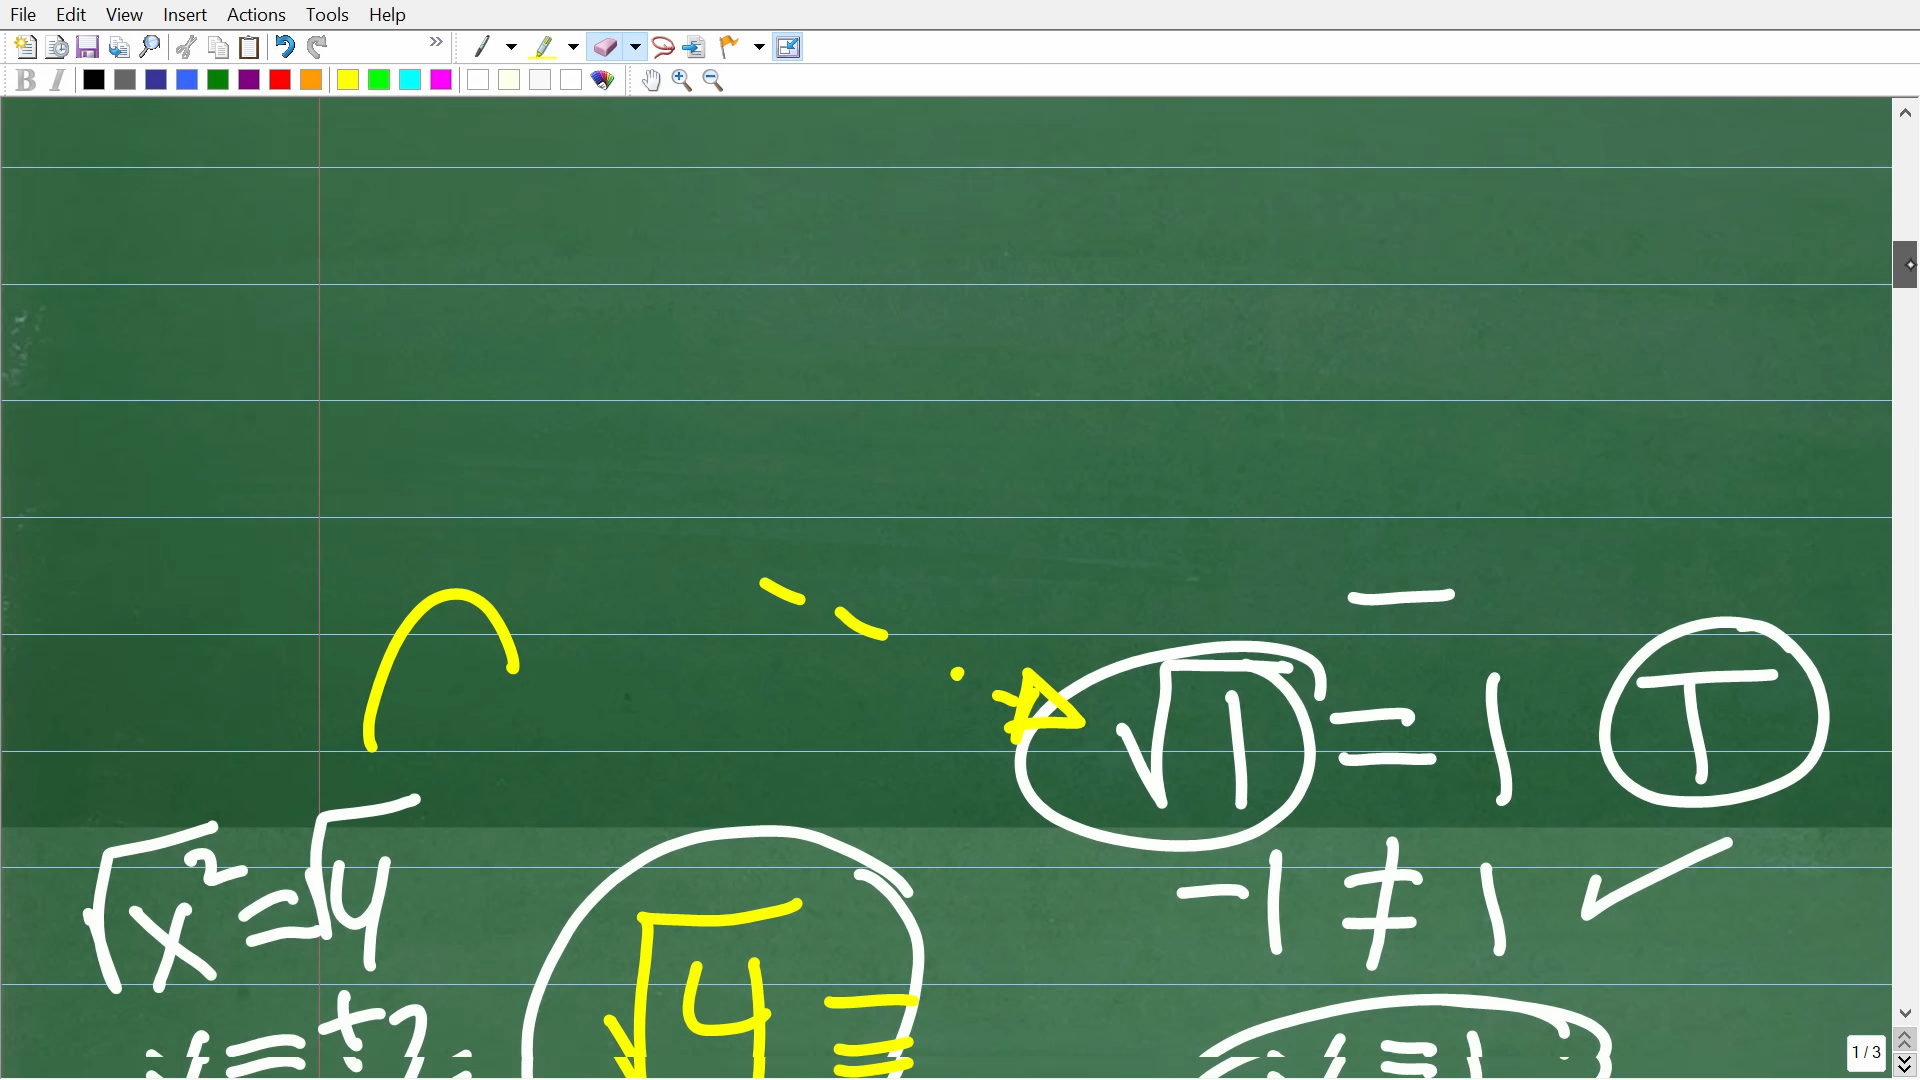 File Edit View Insert Actions Tools Help
B I
√1 = 1 T
-1 ≠ 1 ✓
√x² = √4
√4 =
1 / 3